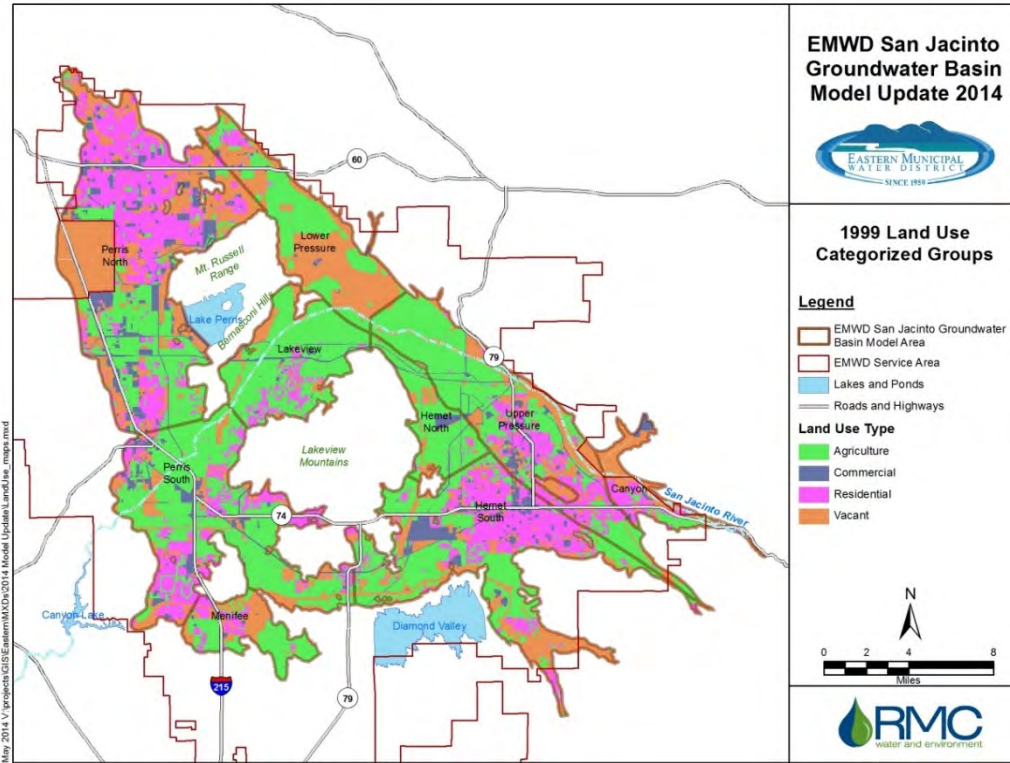 EMWD San Jacinto
Groundwater Basin
Model Update 2014
EASTERN MUNICIPAL
WATER DISTRICT
SINCE 1950
1999 Land Use
Categorized Groups
Legend
EMWD San Jacinto Groundwater
Basin Model Area
EMWD Service Area
Lakes and Ponds
Roads and Highways
Land Use Type
Agriculture
Commercial
Residential
Vacant
N
0 2 4 8
Miles
RMC
water and environment
60
Perris
North
Lower
Pressure
Mt. Russell
Range
Lake Perris
Bernasconi Hills
Lakeview
79
Hemet
North
Upper
Pressure
Lakeview
Mountains
Perris
South
Canyon
San Jacinto River
74
Hemet
South
Canyon Lake
Menifee
Diamond Valley
215
79
May 2014 V:\projects\GIS\Eastern\MXDs\2014 Model Update\LandUse_maps.mxd